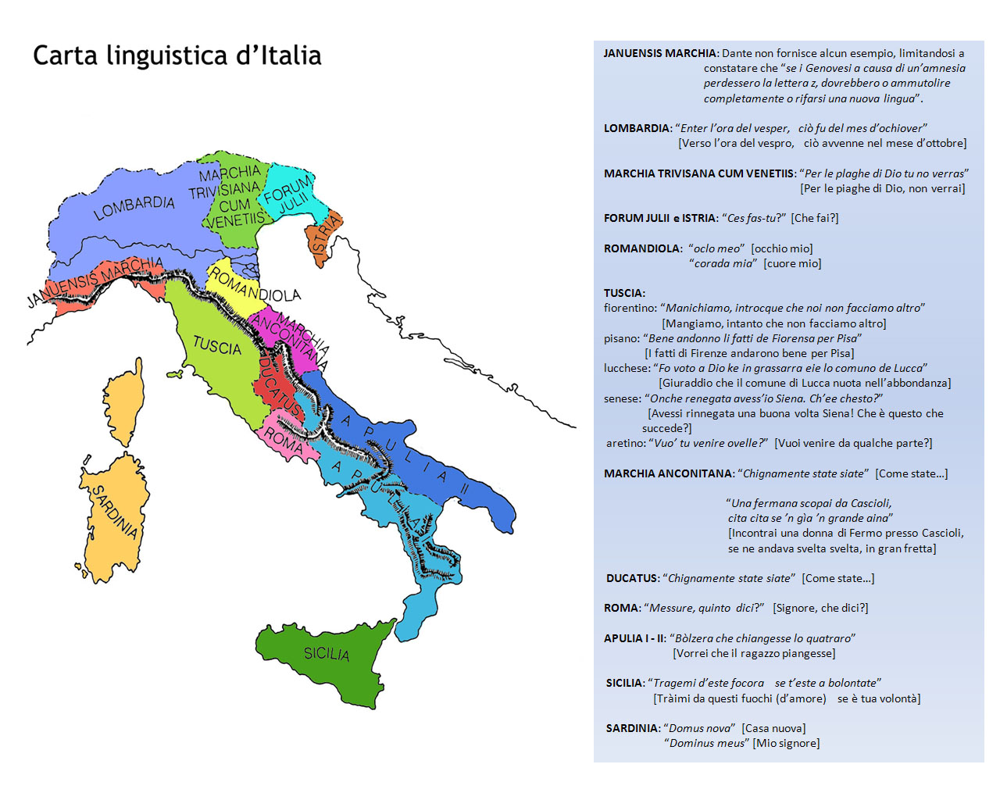 Carta linguistica d’Italia
LOMBARDIA
MARCHIA
TRIVISIANA
CUM
VENETIIS
FORUM
JULII
ISTRIA
JANUENSIS MARCHIA
ROMANDIOLA
MARCHIA
ANCONITANA
TUSCIA
DUCATUS
ROMA
APULIA II
APULIA I
SARDINIA
SICILIA
JANUENSIS MARCHIA: Dante non fornisce alcun esempio, limitandosi a
constatare che “se i Genovesi a causa di un’amnesia
perdessero la lettera z, dovrebbero o ammutolire
completamente o rifarsi una nuova lingua”.
LOMBARDIA: “Enter l’ora del vesper, ciò fu del mes d’ochiover”
[Verso l’ora del vespro, ciò avvenne nel mese d’ottobre]
MARCHIA TRIVISANA CUM VENETIIS: “Per le plaghe di Dio tu no verras”
[Per le piaghe di Dio, non verrai]
FORUM JULII e ISTRIA: “Ces fas-tu?” [Che fai?]
ROMANDIOLA: “oclo meo” [occhio mio]
“corada mia” [cuore mio]
TUSCIA:
fiorentino: “Manichiamo, introcque che noi non facciamo altro”
[Mangiamo, intanto che non facciamo altro]
pisano: “Bene andonno li fatti de Fiorensa per Pisa”
[I fatti di Firenze andarono bene per Pisa]
lucchese: “Fo voto a Dio ke in grassarra eie lo comuno de Lucca”
[Giuraddio che il comune di Lucca nuota nell’abbondanza]
senese: “Onche renegata avess’io Siena. Ch’ee chesto?”
[Avessi rinnegata una buona volta Siena! Che è questo che
succede?]
aretino: “Vuo’ tu venire ovelle?” [Vuoi venire da qualche parte?]
MARCHIA ANCONITANA: “Chignamente state siate” [Come state…]
“Una fermana scopai da Cascioli,
cita cita se ’n gìa ’n grande aina”
[Incontrai una donna di Fermo presso Cascioli,
se ne andava svelta svelta, in gran fretta]
DUCATUS: “Chignamente state siate” [Come state…]
ROMA: “Messure, quinto dici?” [Signore, che dici?]
APULIA I - II: “Bòlzera che chiangesse lo quatraro”
[Vorrei che il ragazzo piangesse]
SICILIA: “Tragemi d’este focora se t’este a bolontate”
[Tràimi da questi fuochi (d’amore) se è tua volontà]
SARDINIA: “Domus nova” [Casa nuova]
“Dominus meus” [Mio signore]